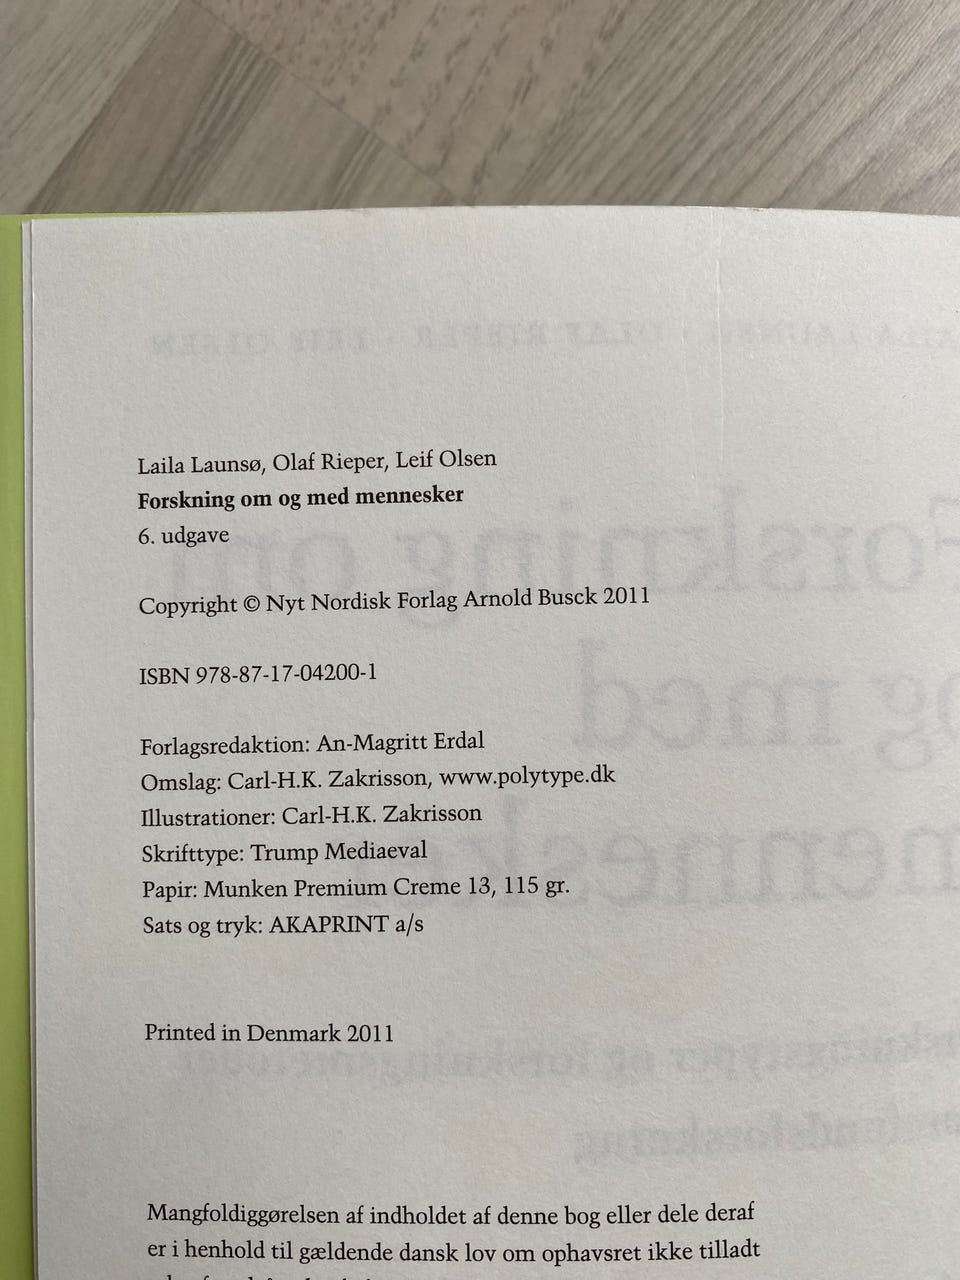 Laila Launsø, Olaf Rieper, Leif Olsen
Forskning om og med mennesker
6. udgave
Copyright © Nyt Nordisk Forlag Arnold Busck 2011
ISBN 978-87-17-04200-1
Forlagsredaktion: An-Magritt Erdal
Omslag: Carl-H.K. Zakrisson, www.polytype.dk
Illustrationer: Carl-H.K. Zakrisson
Skrifttype: Trump Mediaeval
Papir: Munken Premium Creme 13, 115 gr.
Sats og tryk: AKAPRINT a/s
Printed in Denmark 2011
Mangfoldiggørelsen af indholdet af denne bog eller dele deraf
er i henhold til gældende dansk lov om ophavsret ikke tilladt